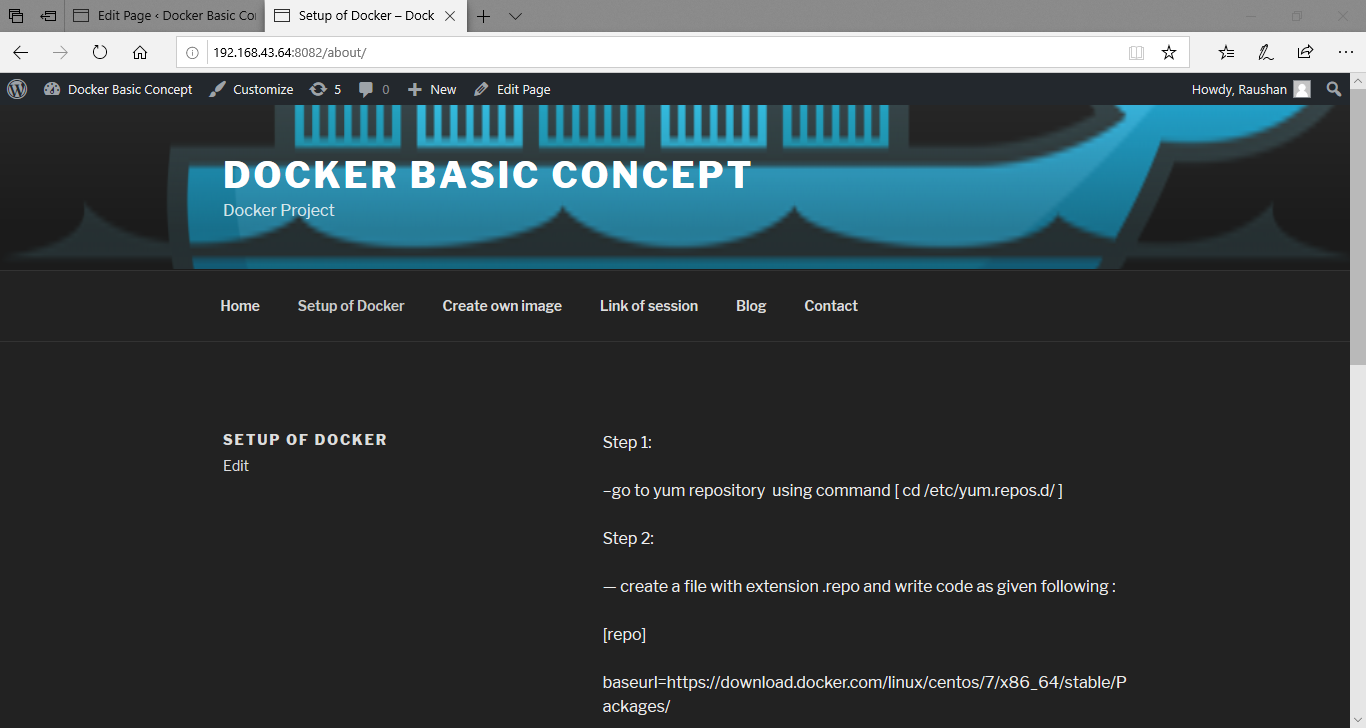 Edit Page ‹ Docker Basic Co
Setup of Docker – Dock
192.168.43.64:8082/about/
Docker Basic Concept
Customize
5
0
New
Edit Page
Howdy, Raushan
DOCKER BASIC CONCEPT
Docker Project
Home
Setup of Docker
Create own image
Link of session
Blog
Contact
SETUP OF DOCKER
Edit
Step 1:
–go to yum repository  using command [ cd /etc/yum.repos.d/ ]
Step 2:
— create a file with extension .repo and write code as given following :
[repo]
baseurl=https://download.docker.com/linux/centos/7/x86_64/stable/P
ackages/